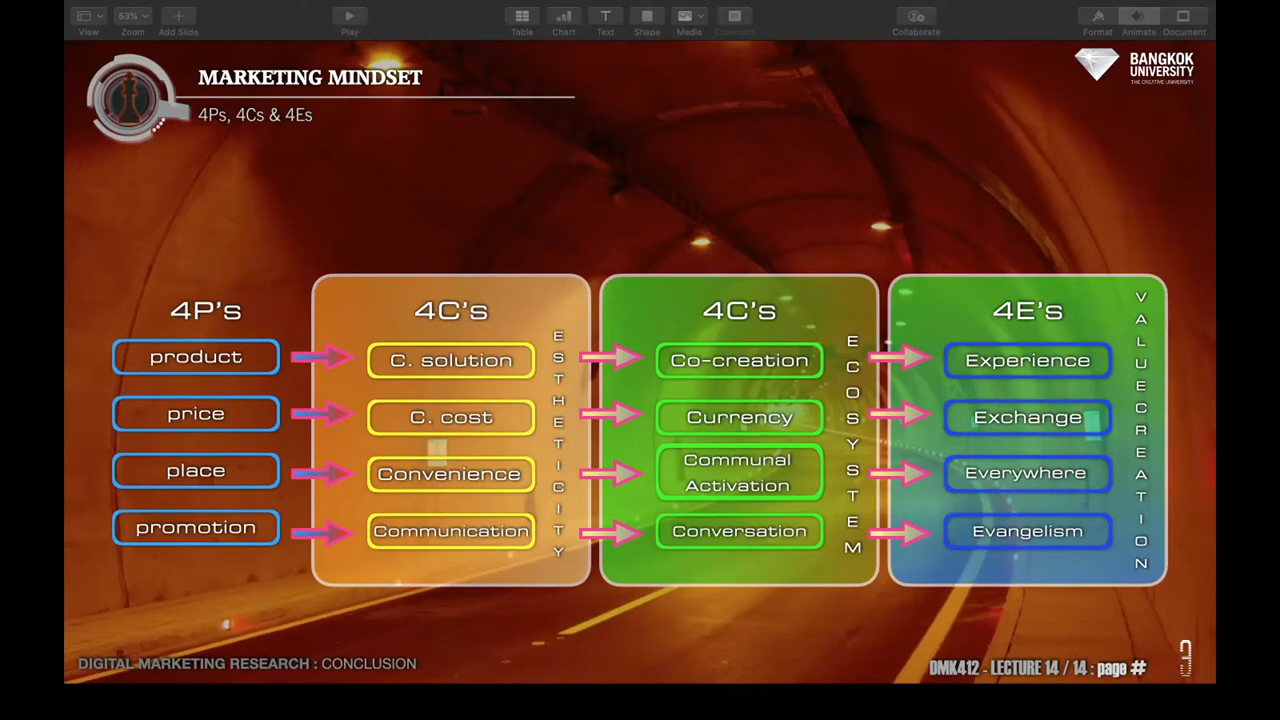 View
53%
Zoom
Add Slide
Play
Table
Chart
Text
Shape
Media
Comment
Collaborate
Format
Animate
Document
MARKETING MINDSET
4Ps, 4Cs & 4Es
BANGKOK
UNIVERSITY
THE CREATIVE UNIVERSITY
4P's
product
price
place
promotion
4C's
C. solution
C. cost
Convenience
Communication
ESTHETICITY
4C's
Co-creation
Currency
Communal
Activation
Conversation
ECOSYSTEM
4E's
Experience
Exchange
Everywhere
Evangelism
VALUECREATION
DIGITAL MARKETING RESEARCH : CONCLUSION
DMK412 - LECTURE 14 / 14 : page #
3